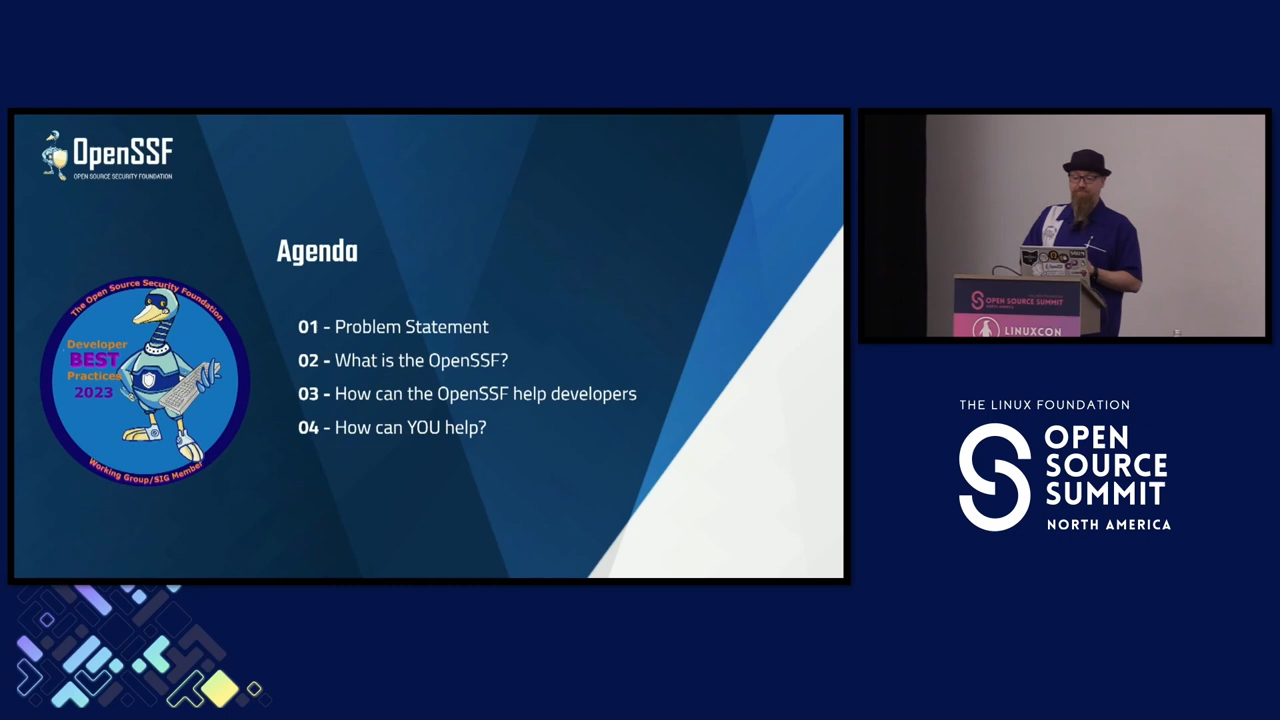 OpenSSF
OPEN SOURCE SECURITY FOUNDATION
Agenda
The Open Source Security Foundation
Developer
BEST
Practices
2023
Working Group/SIG Member
01 - Problem Statement
02 - What is the OpenSSF?
03 - How can the OpenSSF help developers
04 - How can YOU help?
OPEN SOURCE SUMMIT
LINUXCON
THE LINUX FOUNDATION
OPEN
SOURCE
SUMMIT
NORTH AMERICA